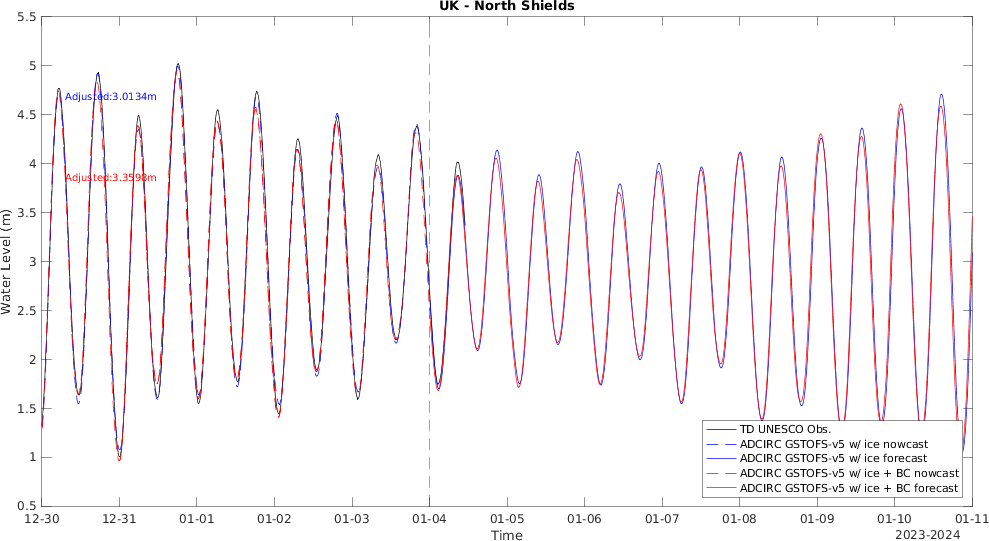 UK - North Shields
5.5
5
4.5
4
3.5
3
2.5
2
1.5
1
0.5
Water Level (m)
Adjusted:3.0134m
Adjusted:3.3598m
TD UNESCO Obs.
ADCIRC GSTOFS-v5 w/ ice nowcast
ADCIRC GSTOFS-v5 w/ ice forecast
ADCIRC GSTOFS-v5 w/ ice + BC nowcast
ADCIRC GSTOFS-v5 w/ ice + BC forecast
12-30 12-31 01-01 01-02 01-03 01-04 01-05 01-06 01-07 01-08 01-09 01-10 01-11
Time
2023-2024